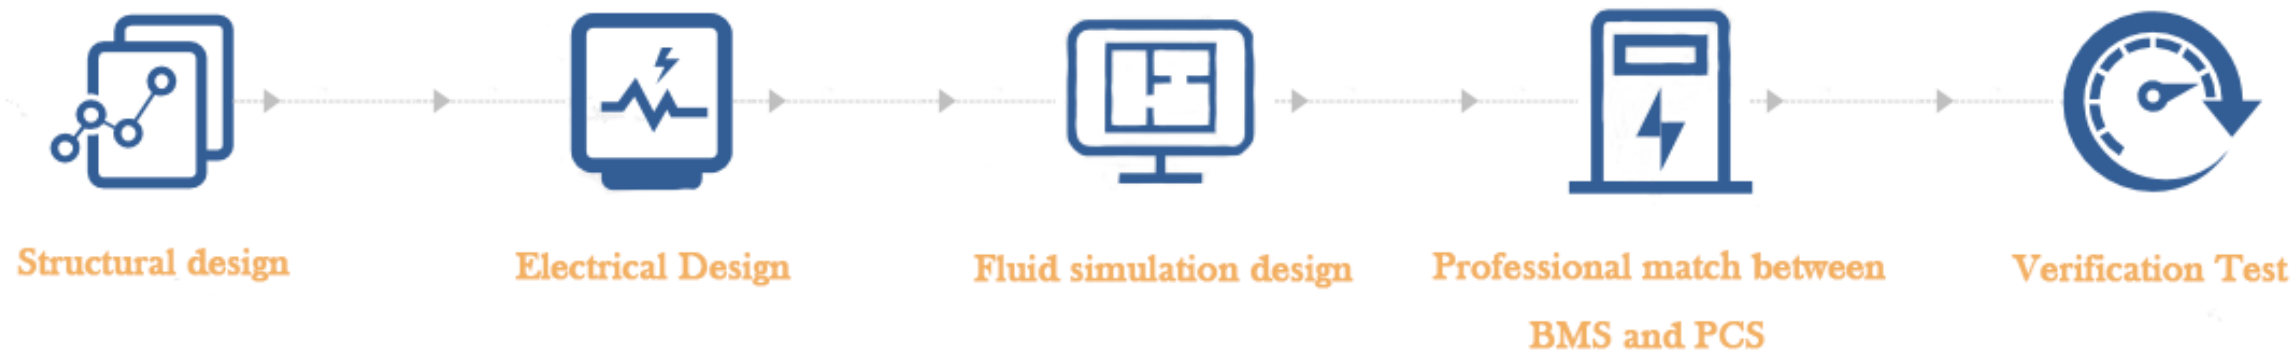 Structural design
Electrical Design
Fluid simulation design
Professional match between
BMS and PCS
Verification Test